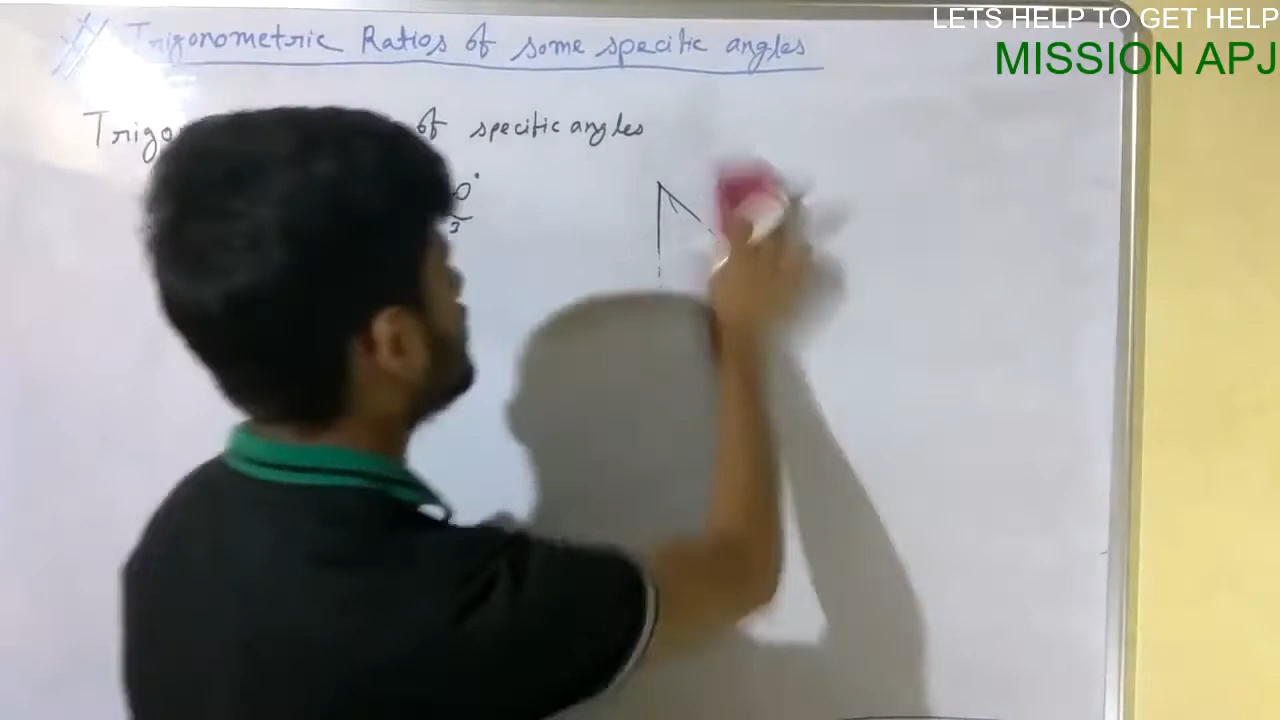 LETS HELP TO GET HELP
MISSION APJ
Trigonometric Ratios of some specific angles
of specific angles